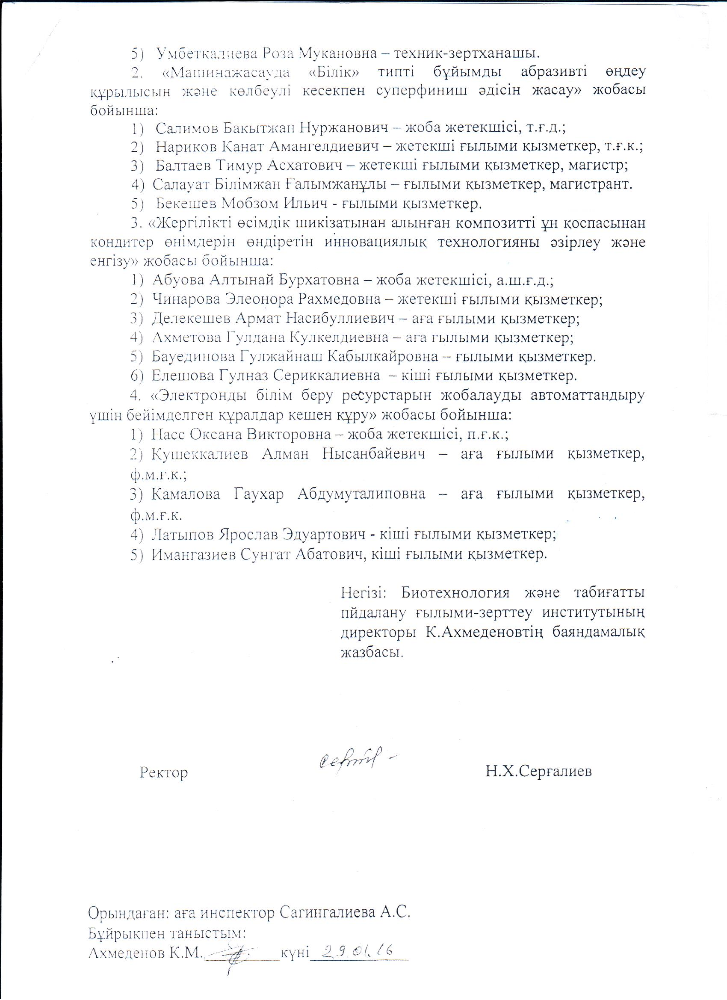 5) Умбеткалиева Роза Мукановна – техник-зертханашы.
2. «Машинажасауда «Білік» типті бұйымды абразивті өңдеу
құрылысын және көлбеулі кесекпен суперфиниш әдісін жасау» жобасы
бойынша:
1) Салимов Бакытжан Нуржанович – жоба жетекшісі, т.ғ.д.;
2) Нариков Канат Амангелдиевич – жетекші ғылыми қызметкер, т.ғ.к.;
3) Балтаев Тимур Асхатович – жетекші ғылыми қызметкер, магистр;
4) Салауат Білімжан Ғалымжанұлы – ғылыми қызметкер, магистрант.
5) Бекешев Мобзом Ильич - ғылыми қызметкер.
3. «Жергілікті өсімдік шикізатынан алынған композитті ұн қоспасынан
кондитер өнімдерін өндіретін инновациялық технологияны әзірлеу және
енгізу» жобасы бойынша:
1) Абуова Алтынай Бурхатовна – жоба жетекшісі, а.ш.ғ.д.;
2) Чинарова Элеонора Рахмедовна – жетекші ғылыми қызметкер;
3) Делекешев Армат Насибуллиевич – аға ғылыми қызметкер;
4) Ахметова Гулдана Кулкелдиевна – аға ғылыми қызметкер;
5) Бауединова Гулжайнаш Кабылкайровна – ғылыми қызметкер.
6) Елешова Гулназ Сериккалиевна – кіші ғылыми қызметкер.
4. «Электронды білім беру ресурстарын жобалауды автоматтандыру
үшін бейімделген құралдар кешен құру» жобасы бойынша:
1) Насс Оксана Викторовна – жоба жетекшісі, п.ғ.к.;
2) Кушеккалиев Алман Нысанбайевич – аға ғылыми қызметкер,
ф.м.ғ.к.;
3) Камалова Гаухар Абдумуталиповна – аға ғылыми қызметкер,
ф.м.ғ.к.
4) Латыпов Ярослав Эдуартович - кіші ғылыми қызметкер;
5) Имангазиев Сунгат Абатович, кіші ғылыми қызметкер.
Негізі: Биотехнология және табиғатты
пйдалану ғылыми-зерттеу институтының
директоры К.Ахмеденовтің баяндамалық
жазбасы.
Ректор Н.Х.Серғалиев
Орындаған: аға инспектор Сагингалиева А.С.
Бұйрықпен таныстым:
Ахмеденов К.М. күні 29.01.16